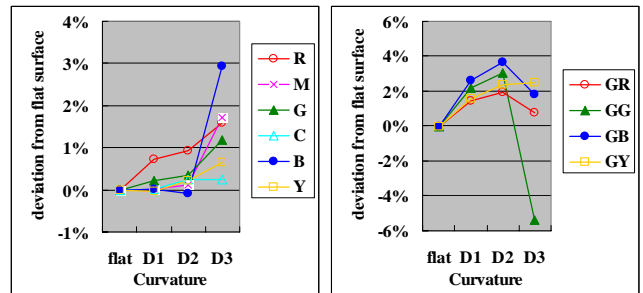 deviation from flat surface
4%
3%
2%
1%
0%
-1%
flat D1 D2 D3
Curvature
R
M
G
C
B
Y
deviation from flat surface
6%
4%
2%
0%
-2%
-4%
-6%
flat D1 D2 D3
Curvature
GR
GG
GB
GY